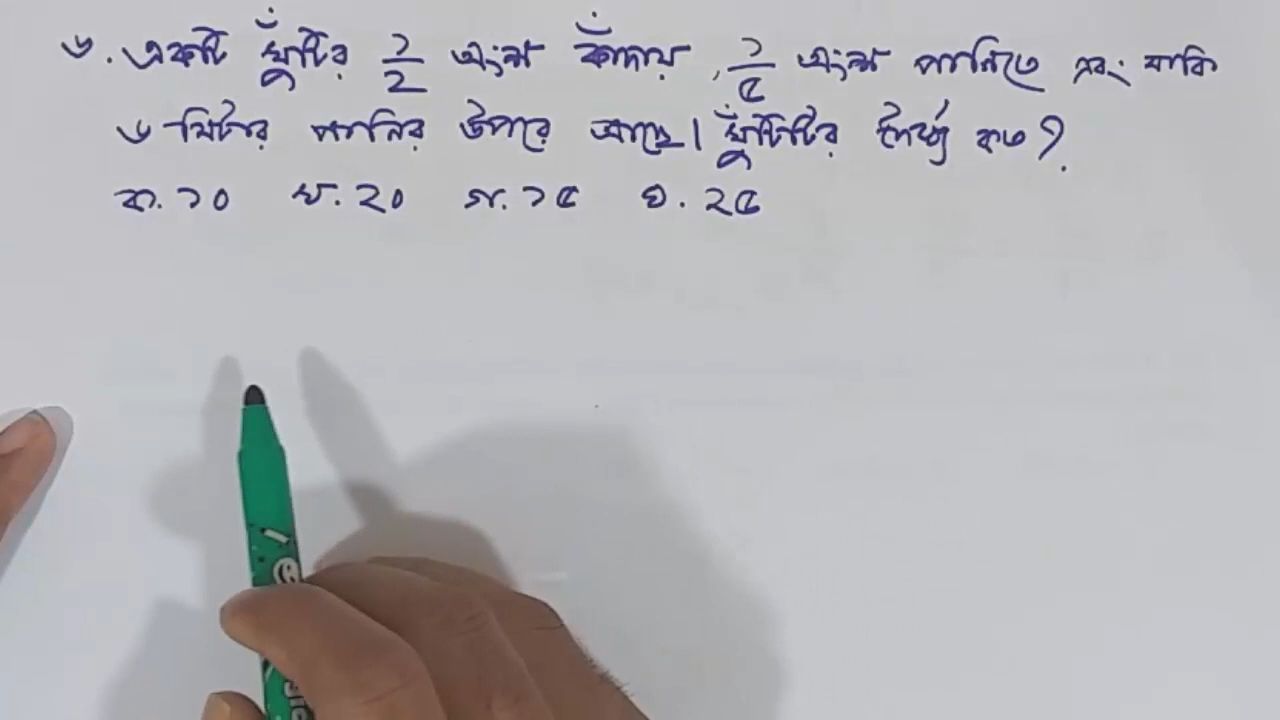 ৬. একটি খুঁটির ১/২ অংশ কাঁদায়, ১/৫ অংশ পানিতে এবং বাকি
৬ মিটার পানির উপরে আছে। খুঁটিটির দৈর্ঘ্য কত?
ক. ১০ খ. ২০ গ. ১৫ ঘ. ২৫